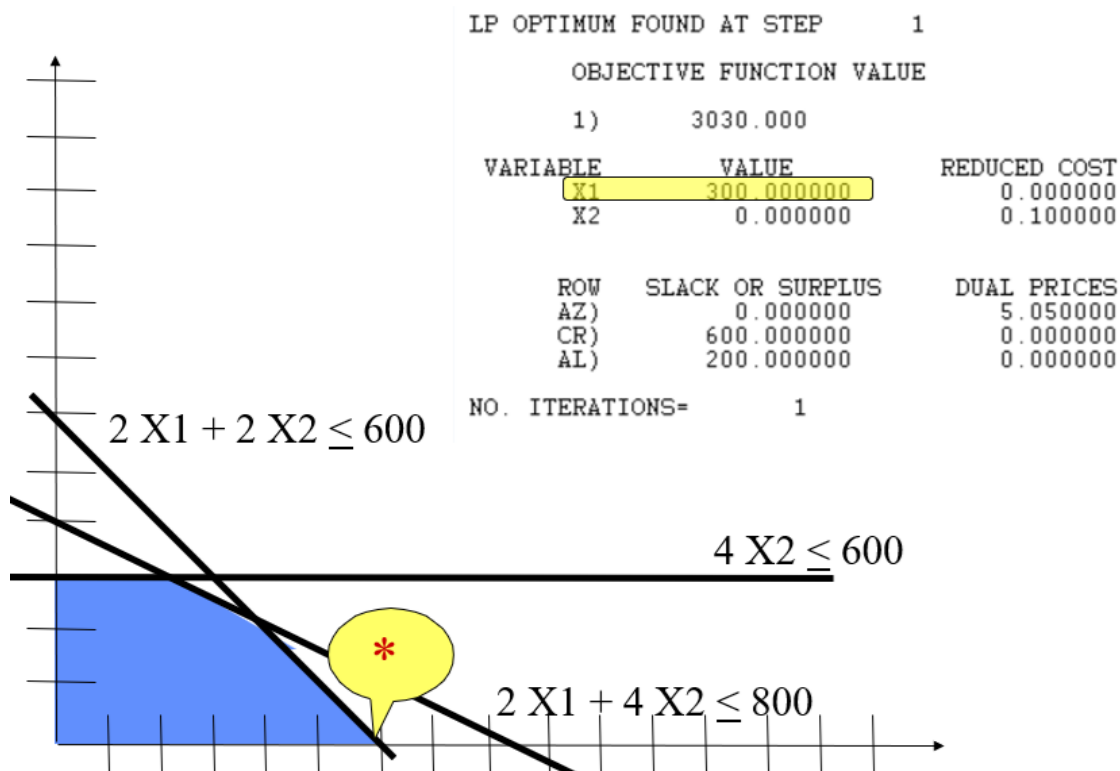 LP OPTIMUM FOUND AT STEP 1
OBJECTIVE FUNCTION VALUE
1) 3030.000
VARIABLE VALUE REDUCED COST
X1 300.000000 0.000000
X2 0.000000 0.100000
ROW SLACK OR SURPLUS DUAL PRICES
AZ) 0.000000 5.050000
CR) 600.000000 0.000000
AL) 200.000000 0.000000
NO. ITERATIONS= 1
2 X1 + 2 X2 ≤ 600
4 X2 ≤ 600
*
2 X1 + 4 X2 ≤ 800